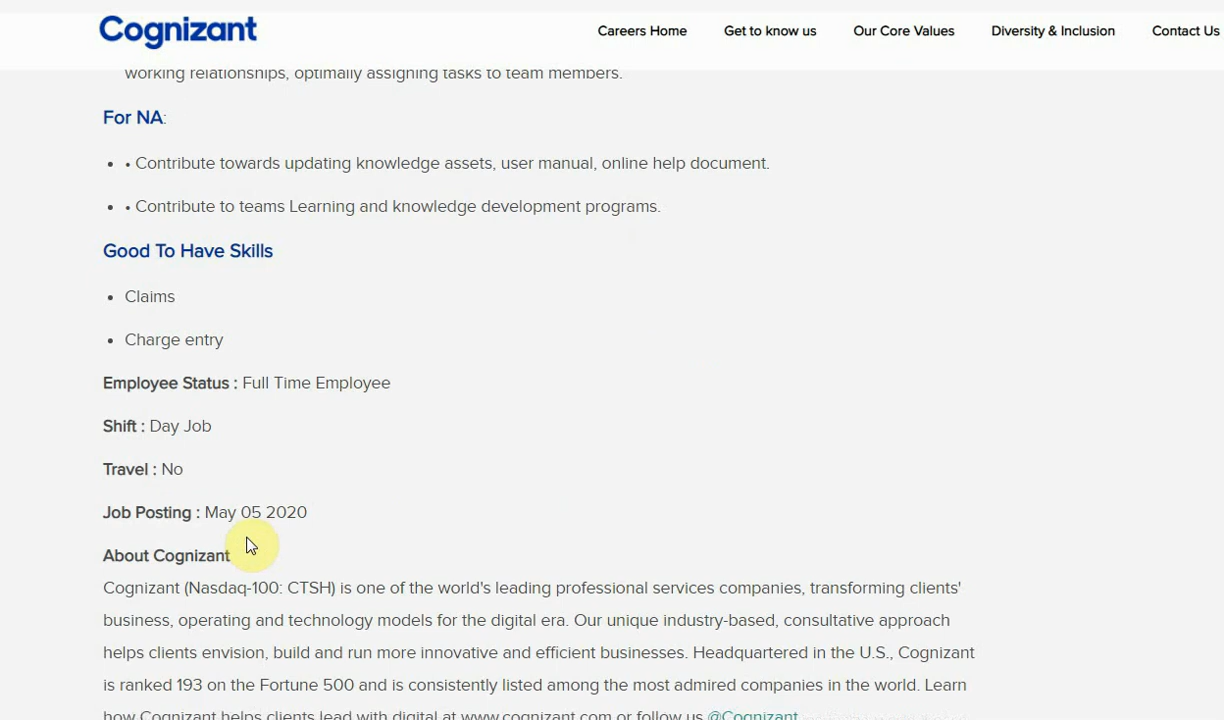 Cognizant
Careers Home Get to know us Our Core Values Diversity & Inclusion Contact Us
working relationships, optimally assigning tasks to team members.
For NA:
• • Contribute towards updating knowledge assets, user manual, online help document.
• • Contribute to teams Learning and knowledge development programs.
Good To Have Skills
• Claims
• Charge entry
Employee Status : Full Time Employee
Shift : Day Job
Travel : No
Job Posting : May 05 2020
About Cognizant
Cognizant (Nasdaq-100: CTSH) is one of the world's leading professional services companies, transforming clients'
business, operating and technology models for the digital era. Our unique industry-based, consultative approach
helps clients envision, build and run more innovative and efficient businesses. Headquartered in the U.S., Cognizant
is ranked 193 on the Fortune 500 and is consistently listed among the most admired companies in the world. Learn
how Cognizant helps clients lead with digital at www.cognizant.com or follow us @Cognizant